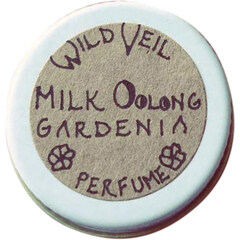 WILD VEIL
MILK OOLONG
GARDENIA
PERFUME